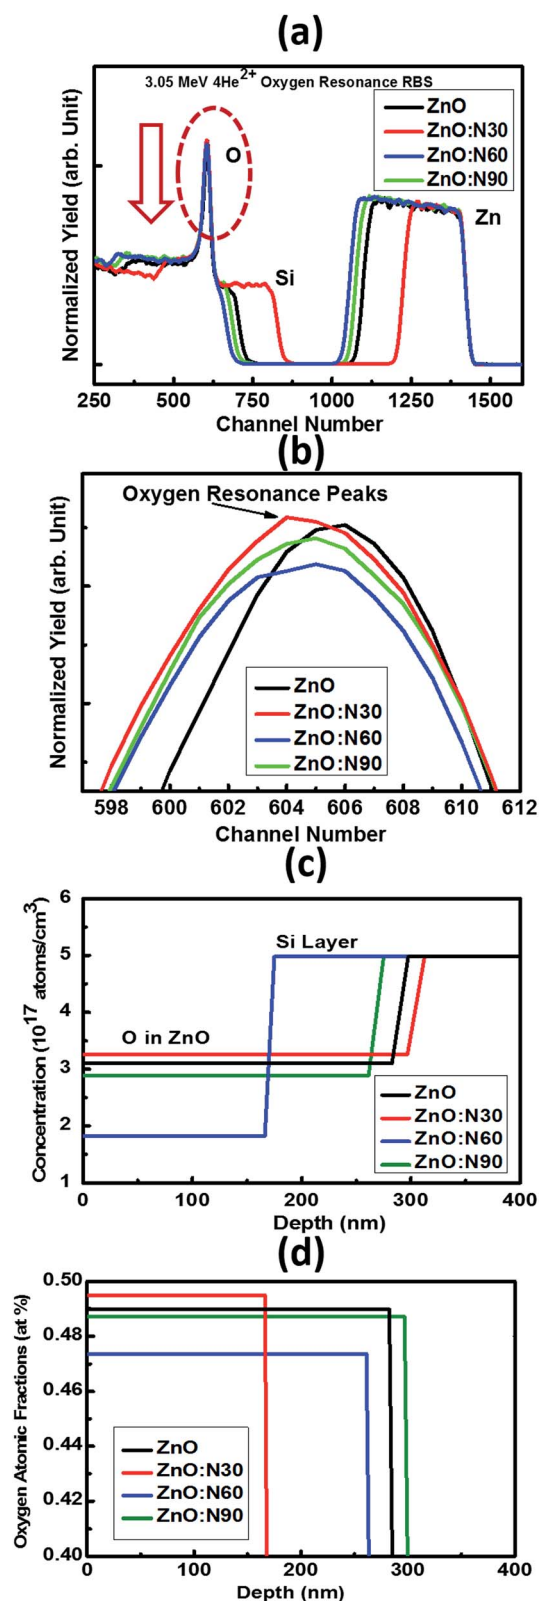 (a)
3.05 MeV 4He2+ Oxygen Resonance RBS
ZnO
ZnO:N30
ZnO:N60
ZnO:N90
O
Si
Zn
Normalized Yield (arb. Unit)
250 500 750 1000 1250 1500
Channel Number
(b)
Oxygen Resonance Peaks
Normalized Yield (arb. Unit)
ZnO
ZnO:N30
ZnO:N60
ZnO:N90
598 600 602 604 606 608 610 612
Channel Number
(c)
6
5
4
3
2
1
Concentration (10^17 atoms/cm^3)
Si Layer
O in ZnO
ZnO
ZnO:N30
ZnO:N60
ZnO:N90
0 100 200 300 400
Depth (nm)
(d)
0.50
0.48
0.46
0.44
0.42
0.40
Oxygen Atomic Fractions (at %)
ZnO
ZnO:N30
ZnO:N60
ZnO:N90
0 100 200 300 400
Depth (nm)